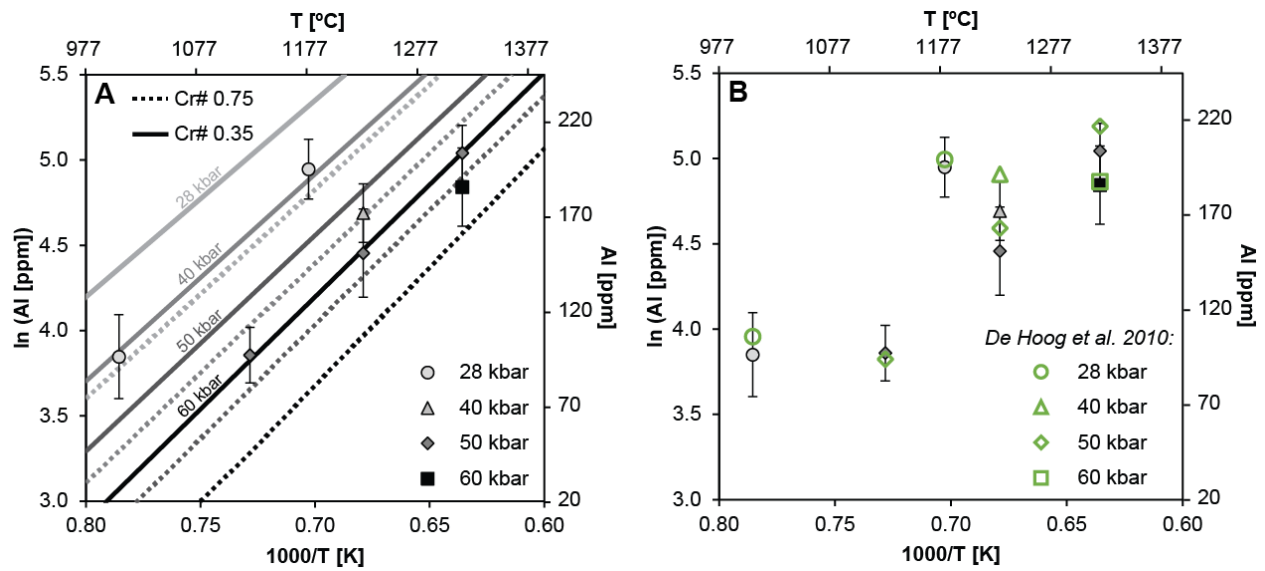 T [ºC]
977 1077 1177 1277 1377
A
Cr# 0.75
Cr# 0.35
28 kbar
40 kbar
50 kbar
60 kbar
ln (Al [ppm])
5.5
5.0
4.5
4.0
3.5
3.0
220
170
120
70
20
Al [ppm]
28 kbar
40 kbar
50 kbar
60 kbar
0.80 0.75 0.70 0.65 0.60
1000/T [K]
T [ºC]
977 1077 1177 1277 1377
B
ln (Al [ppm])
5.5
5.0
4.5
4.0
3.5
3.0
220
170
120
70
20
Al [ppm]
De Hoog et al. 2010:
28 kbar
40 kbar
50 kbar
60 kbar
0.80 0.75 0.70 0.65 0.60
1000/T [K]